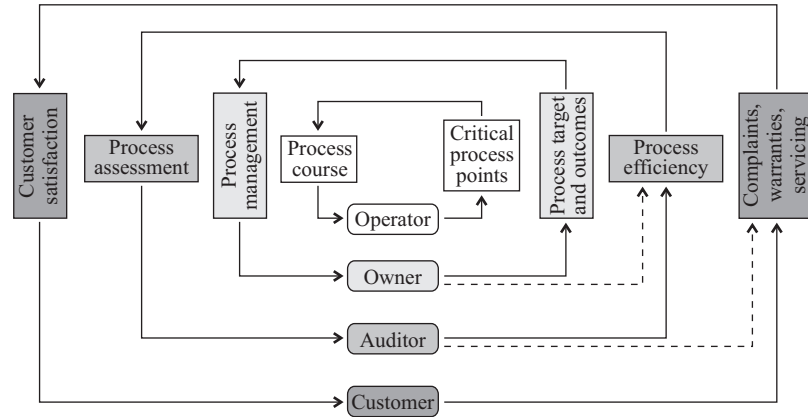 Customer
satisfaction
Process
assessment
Process
management
Process
course
Critical
process
points
Process target
and outcomes
Process
efficiency
Complaints,
warranties,
servicing
Operator
Owner
Auditor
Customer